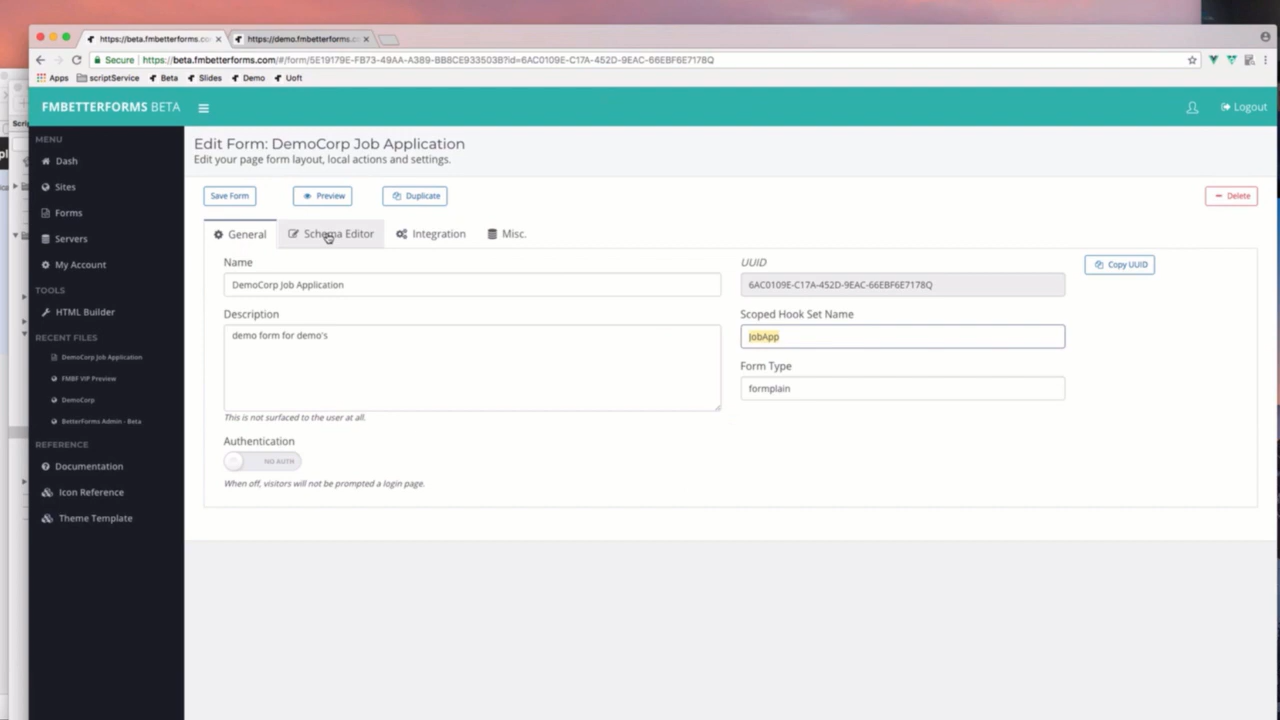 https://beta.fmbetterforms.co
https://demo.fmbetterforms.c
Secure https://beta.fmbetterforms.com/#/form/5E19179E-FB73-49AA-A3B9-BB8CE933503B?id=6AC0109E-C17A-452D-9EAC-66EBF6E7178Q
Apps scriptService Beta Slides Demo Uoft
FMBETTERFORMS BETA
Logout
Scri
MENU
Dash
Sites
Forms
Servers
My Account
TOOLS
HTML Builder
RECENT FILES
DemoCorp Job Application
FMBF VIP Preview
DemoCorp
BetterForms Admin - Beta
REFERENCE
Documentation
Icon Reference
Theme Template
Edit Form: DemoCorp Job Application
Edit your page form layout, local actions and settings.
Save Form Preview Duplicate Delete
General Schema Editor Integration Misc.
Name
DemoCorp Job Application
Description
demo form for demo's
This is not surfaced to the user at all.
Authentication
NO AUTH
When off, visitors will not be prompted a login page.
UUID
6AC0109E-C17A-452D-9EAC-66EBF6E7178Q
Copy UUID
Scoped Hook Set Name
JobApp
Form Type
formplain